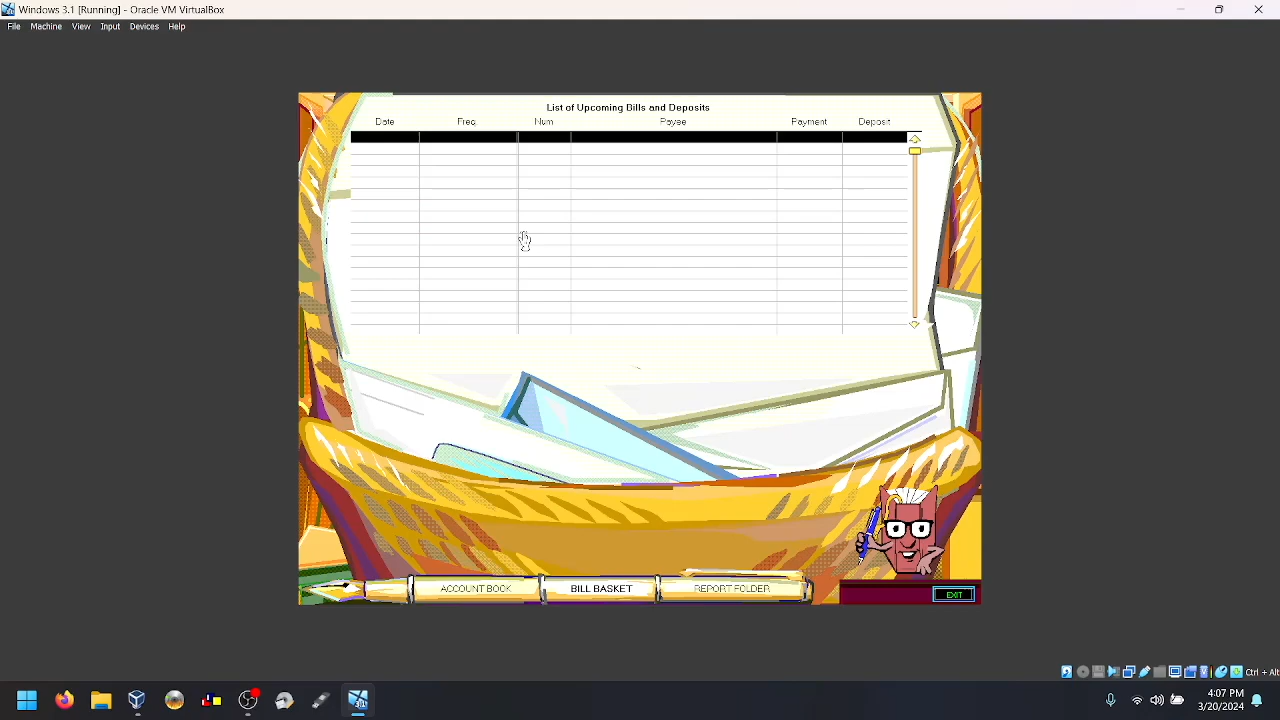 Windows 3.1 [Running] - Oracle VM VirtualBox
File Machine View Input Devices Help
List of Upcoming Bills and Deposits
Date Freq Num Payee Payment Deposit
ACCOUNT BOOK BILL BASKET REPORT FOLDER EXIT
Ctrl + Alt
4:07 PM
3/20/2024